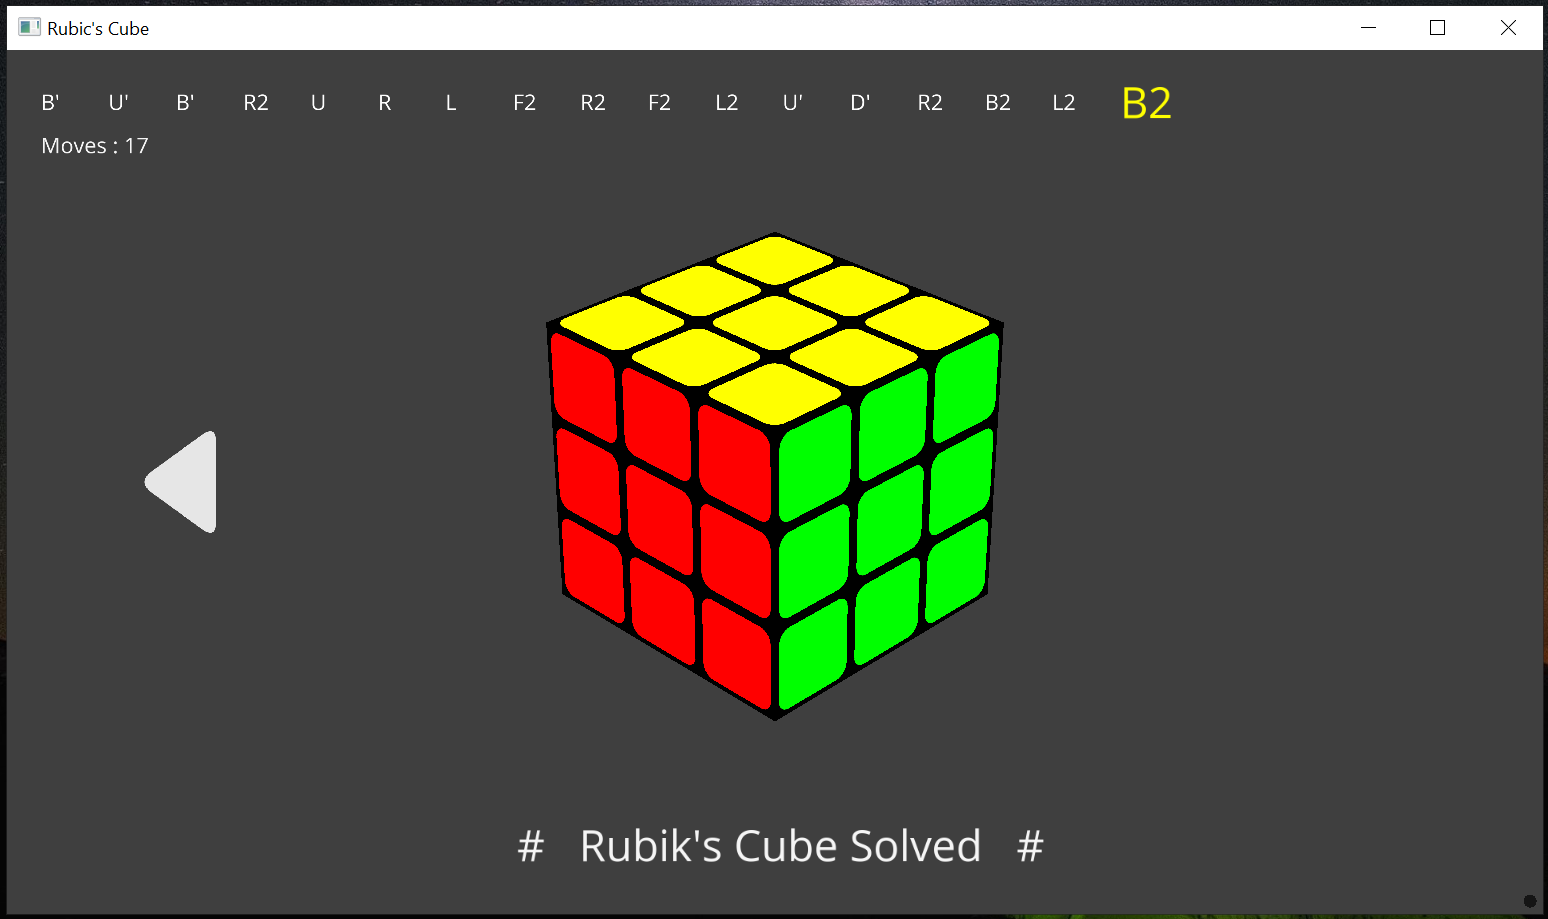 Rubic's Cube
B' U' B' R2 U R L F2 R2 F2 L2 U' D' R2 B2 L2 B2
Moves : 17
# Rubik's Cube Solved #